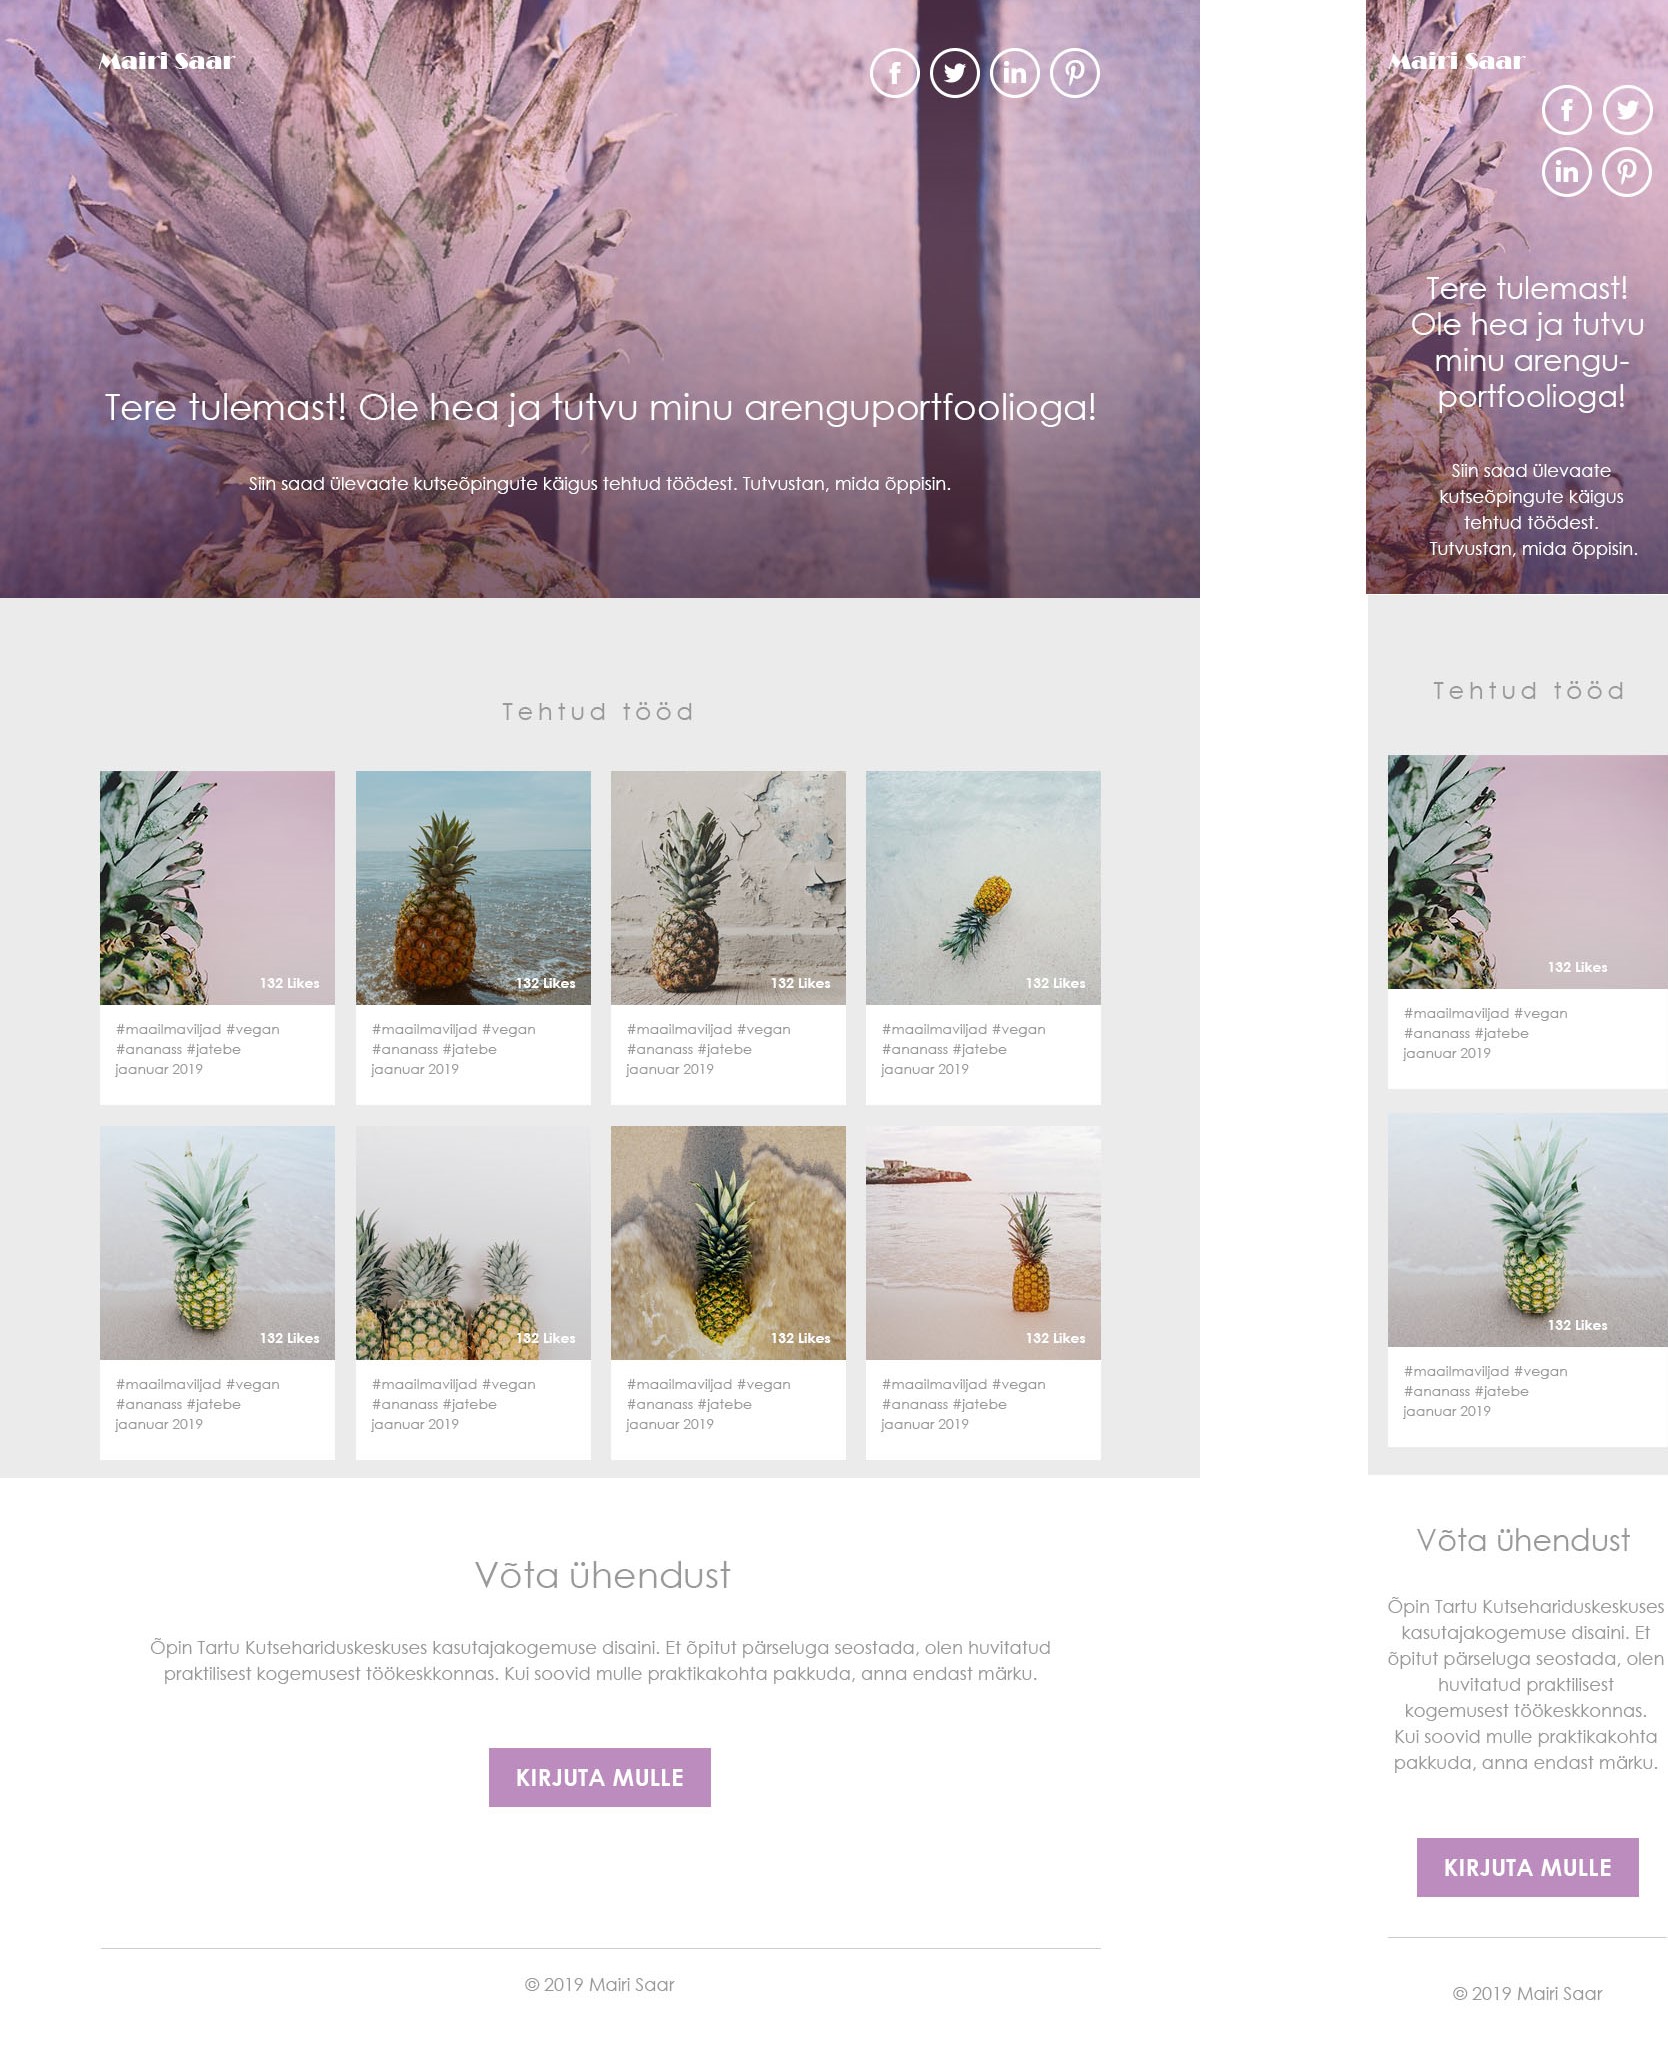 Mairi Saar
Tere tulemast! Ole hea ja tutvu minu arenguportfoolioga!
Siin saad ülevaate kutseõpingute käigus tehtud töödest. Tutvustan, mida õppisin.
Tehtud tööd
132 Likes
132 Likes
132 Likes
132 Likes
#maailmaviljad #vegan
#ananass #jatebe
jaanuar 2019
#maailmaviljad #vegan
#ananass #jatebe
jaanuar 2019
#maailmaviljad #vegan
#ananass #jatebe
jaanuar 2019
#maailmaviljad #vegan
#ananass #jatebe
jaanuar 2019
132 Likes
132 Likes
132 Likes
132 Likes
#maailmaviljad #vegan
#ananass #jatebe
jaanuar 2019
#maailmaviljad #vegan
#ananass #jatebe
jaanuar 2019
#maailmaviljad #vegan
#ananass #jatebe
jaanuar 2019
#maailmaviljad #vegan
#ananass #jatebe
jaanuar 2019
Võta ühendust
Õpin Tartu Kutsehariduskeskuses kasutajakogemuse disaini. Et õpitut pärseluga seostada, olen huvitatud
praktilisest kogemusest töökeskkonnas. Kui soovid mulle praktikakohta pakkuda, anna endast märku.
KIRJUTA MULLE
© 2019 Mairi Saar
Mairi Saar
Tere tulemast!
Ole hea ja tutvu
minu arengu-
portfoolioga!
Siin saad ülevaate
kutseõpingute käigus
tehtud töödest.
Tutvustan, mida õppisin.
Tehtud tööd
132 Likes
#maailmaviljad #vegan
#ananass #jatebe
jaanuar 2019
132 Likes
#maailmaviljad #vegan
#ananass #jatebe
jaanuar 2019
Võta ühendust
Õpin Tartu Kutsehariduskeskuses
kasutajakogemuse disaini. Et
õpitut pärseluga seostada, olen
huvitatud praktilisest
kogemusest töökeskkonnas.
Kui soovid mulle praktikakohta
pakkuda, anna endast märku.
KIRJUTA MULLE
© 2019 Mairi Saar